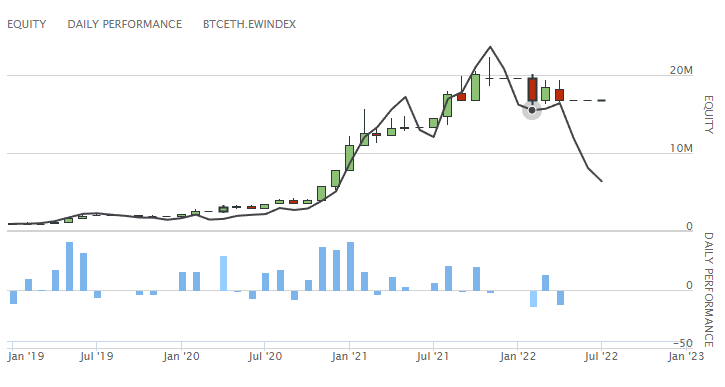 EQUITY DAILY PERFORMANCE BTCETH.EWINDEX
20M
EQUITY
10M
0
DAILY PERFORMANCE
0
−50
Jan '19 Jul '19 Jan '20 Jul '20 Jan '21 Jul '21 Jan '22 Jul '22 Jan '23